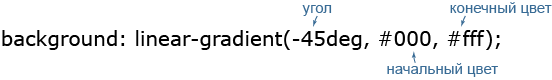 угол конечный цвет
background: linear-gradient(-45deg, #000, #fff);
начальный цвет